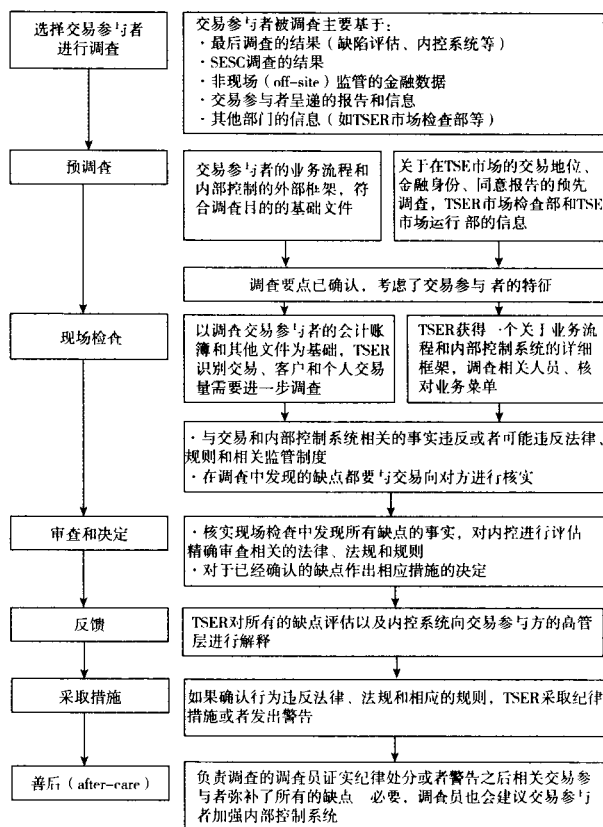 选择交易参与者
进行调查
交易参与者被调查主要基于：
·最后调查的结果（缺陷评估、内控系统等）
·SESC调查的结果
·非现场（off-site）监管的金融数据
·交易参与者呈递的报告和信息
·其他部门的信息（如TSER市场检查部等）
预调查
交易参与者的业务流程和
内部控制的外部框架，符
合调查目的的基础文件
关于在TSE市场的交易地位、
金融身份、同意报告的预先
调查，TSER市场检查部和TSE
市场运行 部的信息
调查要点已确认，考虑了交易参与 者的特征
现场检查
以调查交易参与者的会计账
簿和其他文件为基础，TSER
识别交易、客户和个人交易
量需要进一步调查
TSER获得一个关于业务流
程和内部控制系统的详细
框架，调查相关人员、核
对业务菜单
·与交易和内部控制系统相关的事实违反或者可能违反法律、
规则和相关监管制度
·在调查中发现的缺点都要与交易向对方进行核实
审查和决定
·核实现场检查中发现所有缺点的事实，对内控进行评估
精确审查相关的法律、法规和规则
·对于已经确认的缺点作出相应措施的决定
反馈
TSER对所有的缺点评估以及内控系统向交易参与方的高管
层进行解释
采取措施
如果确认行为违反法律、法规和相应的规则，TSER采取纪律
措施或者发出警告
善后（after-care）
负责调查的调查员证实纪律处分或者警告之后相关交易参
与者弥补了所有的缺点 必要，调查员也会建议交易参与
者加强内部控制系统